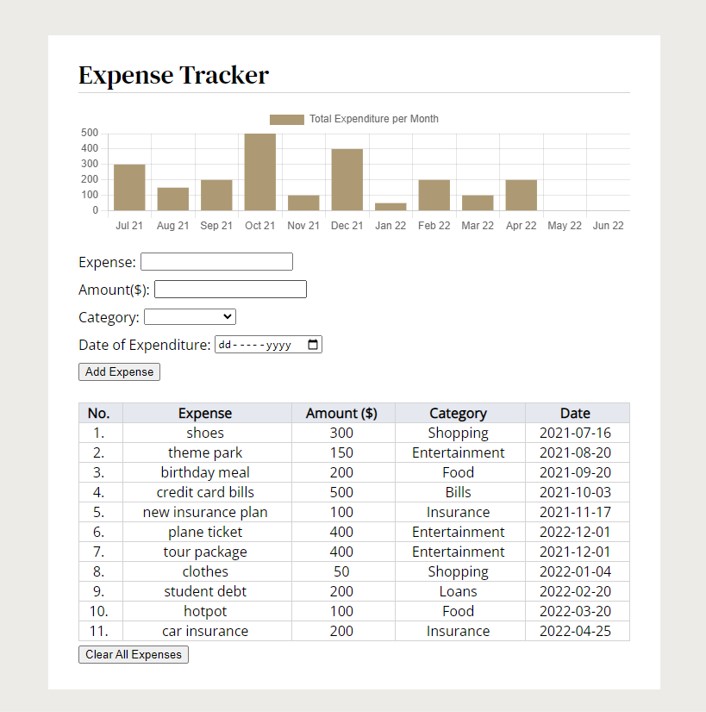 Expense Tracker
Total Expenditure per Month
500
400
300
200
100
0
Jul 21 Aug 21 Sep 21 Oct 21 Nov 21 Dec 21 Jan 22 Feb 22 Mar 22 Apr 22 May 22 Jun 22
Expense:
Amount($):
Category:
Date of Expenditure: dd-----yyyy
Add Expense
No. Expense Amount ($) Category Date
1. shoes 300 Shopping 2021-07-16
2. theme park 150 Entertainment 2021-08-20
3. birthday meal 200 Food 2021-09-20
4. credit card bills 500 Bills 2021-10-03
5. new insurance plan 100 Insurance 2021-11-17
6. plane ticket 400 Entertainment 2022-12-01
7. tour package 400 Entertainment 2021-12-01
8. clothes 50 Shopping 2022-01-04
9. student debt 200 Loans 2022-02-20
10. hotpot 100 Food 2022-03-20
11. car insurance 200 Insurance 2022-04-25
Clear All Expenses